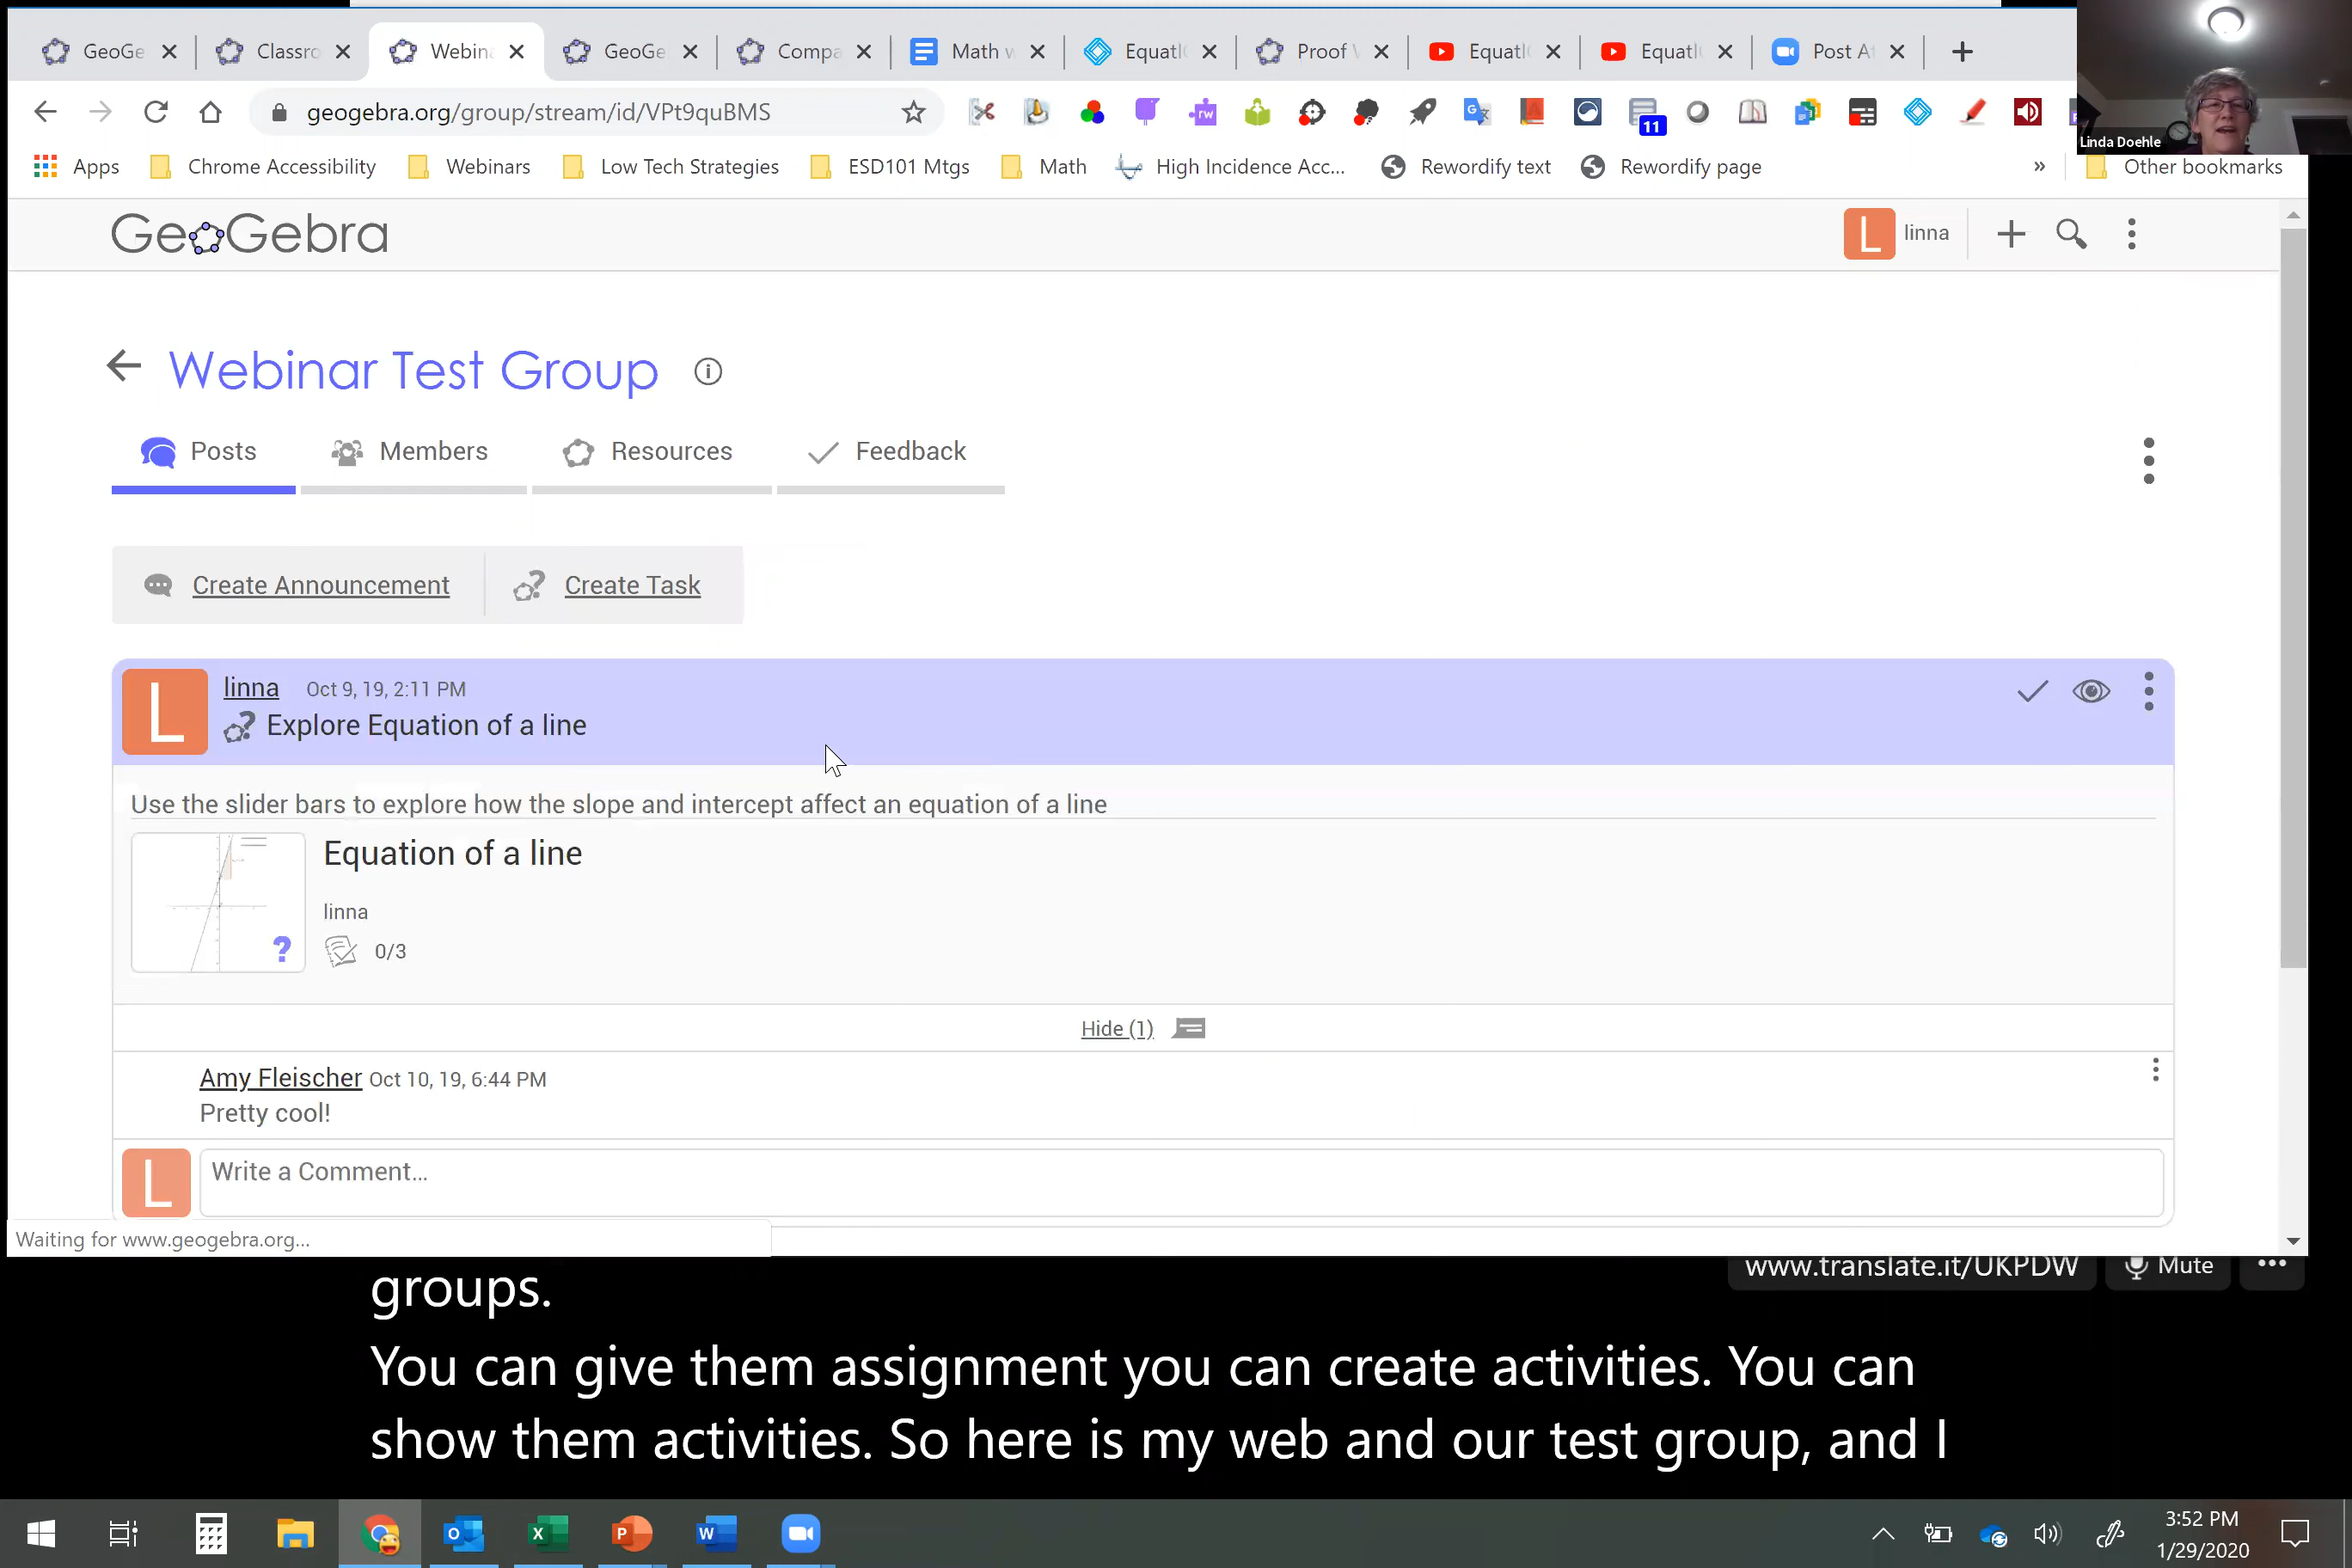 GeoGe
Classro
Webina
GeoGe
Compa
Math w
EquatI
Proof V
EquatI
EquatI
Post At
geogebra.org/group/stream/id/VPt9quBMS
rw
11
Linda Doehle
Apps
Chrome Accessibility
Webinars
Low Tech Strategies
ESD101 Mtgs
Math
High Incidence Acc...
Rewordify text
Rewordify page
»
Other bookmarks
GeoGebra
L
linna
Webinar Test Group
Posts
Members
Resources
Feedback
Create Announcement
Create Task
L
linna Oct 9, 19, 2:11 PM
Explore Equation of a line
Use the slider bars to explore how the slope and intercept affect an equation of a line
Equation of a line
linna
?
0/3
Hide (1)
Amy Fleischer Oct 10, 19, 6:44 PM
Pretty cool!
L
Write a Comment...
Waiting for www.geogebra.org...
www.translate.it/UKPDW
Mute
groups.
You can give them assignment you can create activities. You can
show them activities. So here is my web and our test group, and I
3:52 PM
1/29/2020